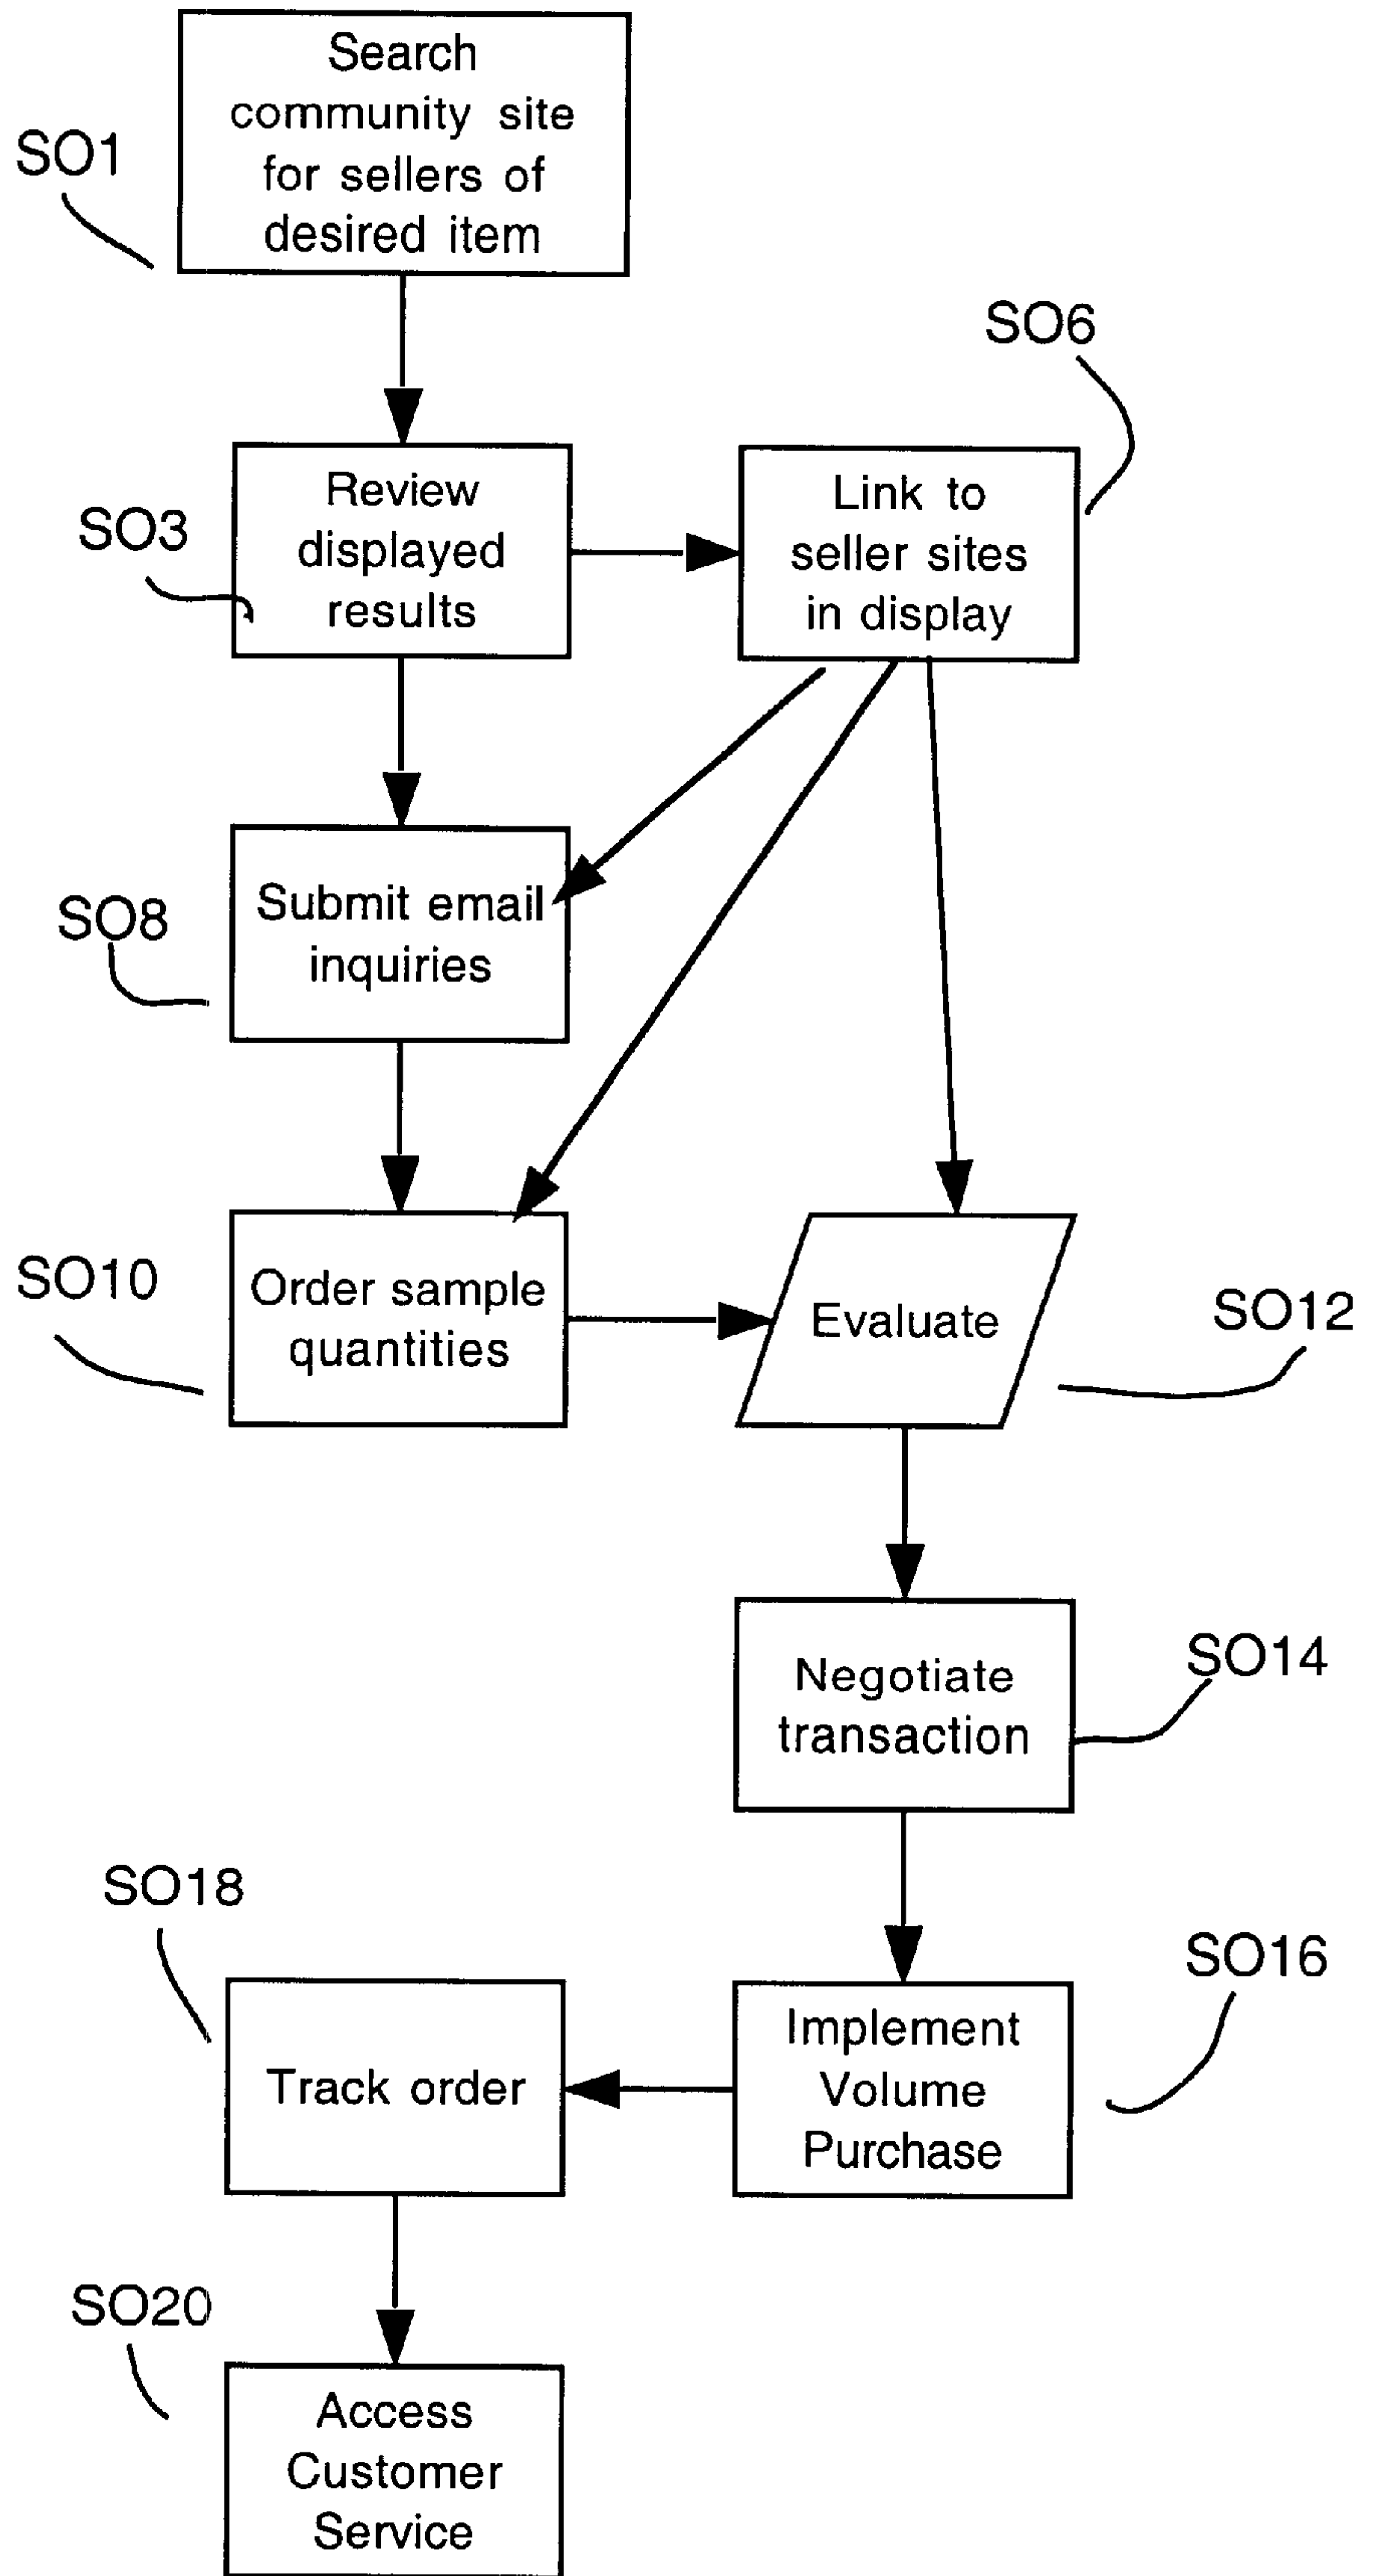 Search
community site
for sellers of
desired item
SO1
SO6
Review
displayed
results
Link to
seller sites
in display
SO3
Submit email
inquiries
SO8
Order sample
quantities
SO10
Evaluate
SO12
Negotiate
transaction
SO14
SO18
SO16
Track order
Implement
Volume
Purchase
SO20
Access
Customer
Service